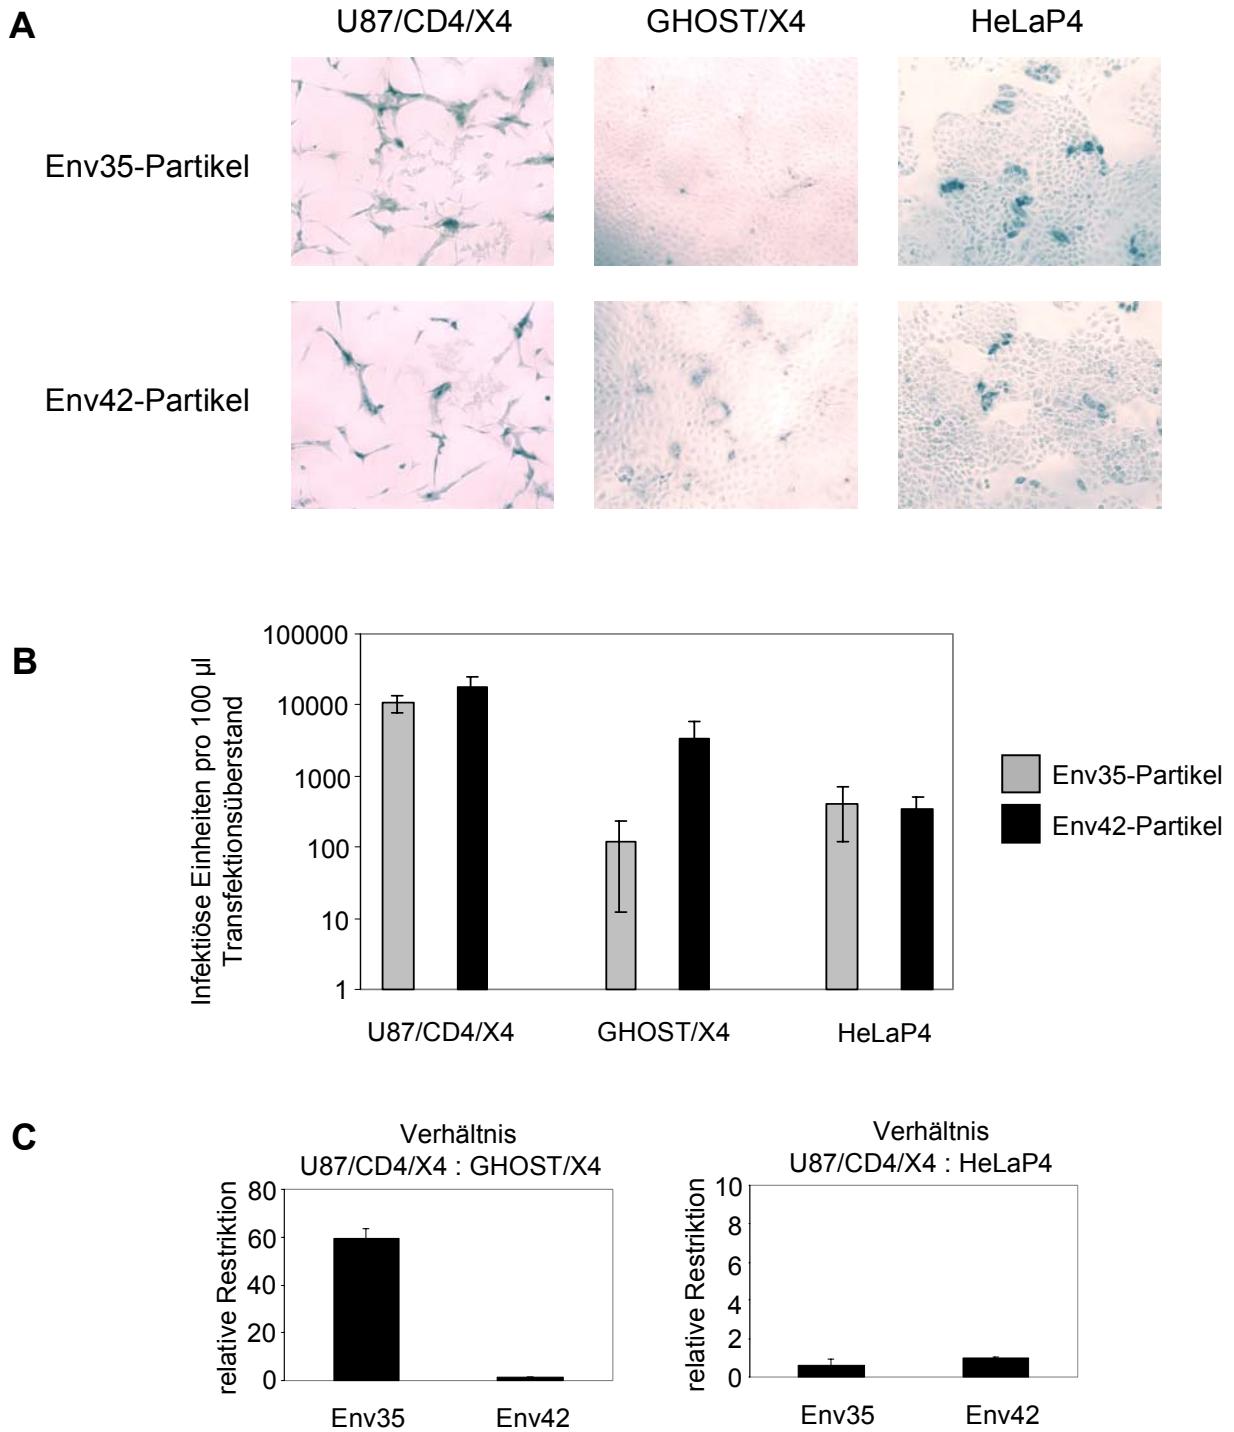 A
U87/CD4/X4
GHOST/X4
HeLaP4
Env35-Partikel
Env42-Partikel
B
Infektiöse Einheiten pro 100 µl
Transfektionsüberstand
100000
10000
1000
100
10
1
U87/CD4/X4
GHOST/X4
HeLaP4
Env35-Partikel
Env42-Partikel
C
Verhältnis
U87/CD4/X4 : GHOST/X4
relative Restriktion
80
60
40
20
0
Env35
Env42
Verhältnis
U87/CD4/X4 : HeLaP4
relative Restriktion
10
8
6
4
2
0
Env35
Env42